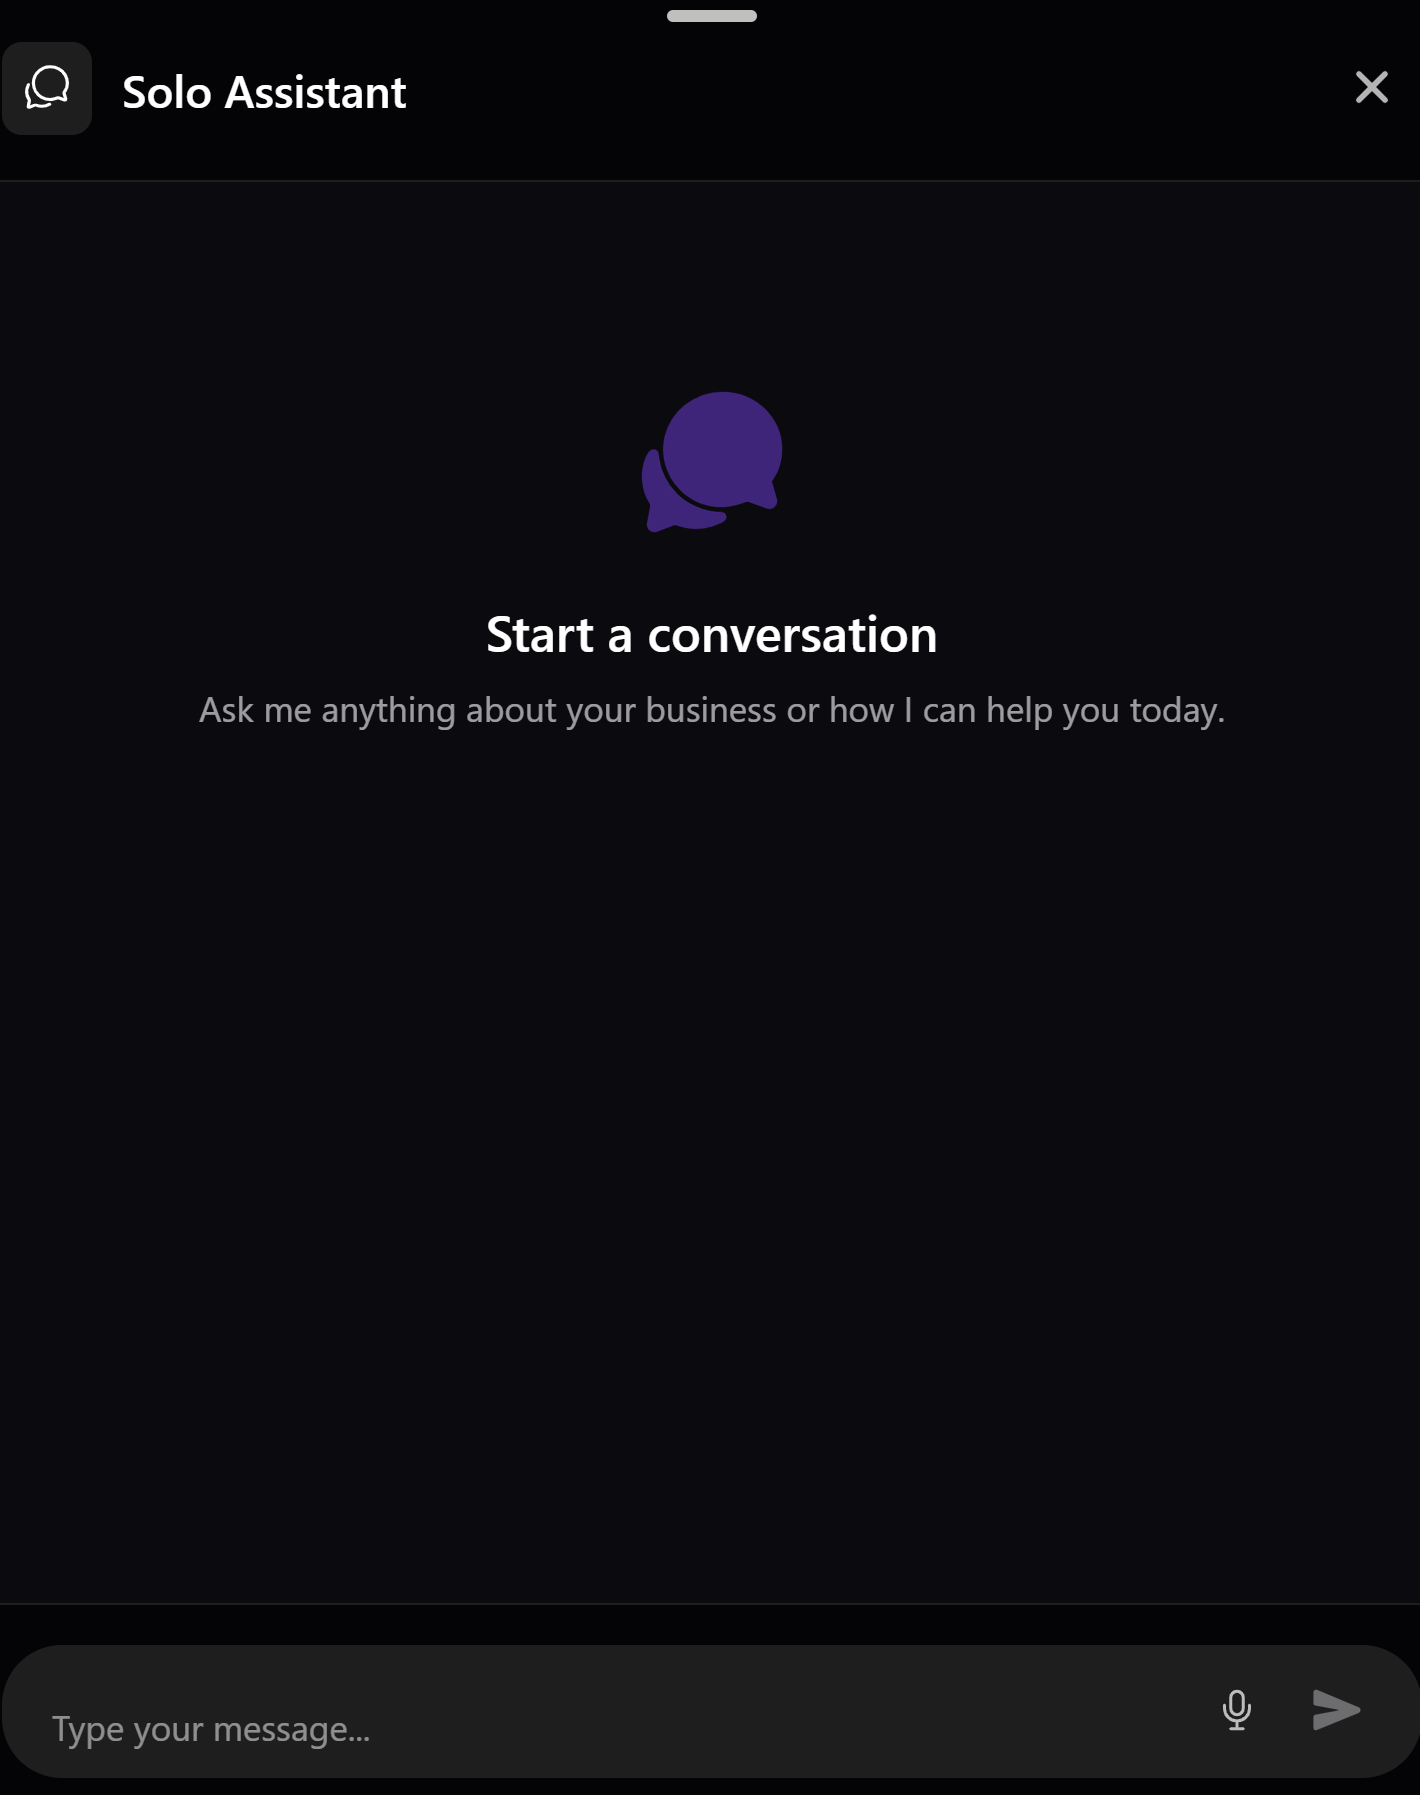 Solo Assistant
Start a conversation
Ask me anything about your business or how I can help you today.
Type your message...